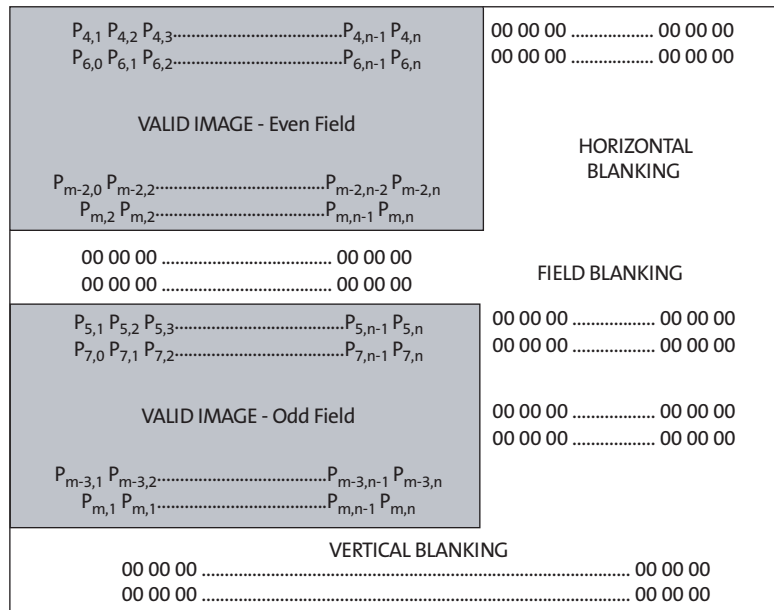 P4,1 P4,2 P4,3..........................................P4,n-1 P4,n 00 00 00 .................. 00 00 00
P6,0 P6,1 P6,2..........................................P6,n-1 P6,n 00 00 00 .................. 00 00 00
VALID IMAGE - Even Field
HORIZONTAL
BLANKING
Pm-2,0 Pm-2,2..........................................Pm-2,n-2 Pm-2,n
Pm,2 Pm,2..........................................Pm,n-1 Pm,n
00 00 00 .................................... 00 00 00
00 00 00 .................................... 00 00 00
FIELD BLANKING
P5,1 P5,2 P5,3..........................................P5,n-1 P5,n 00 00 00 .................. 00 00 00
P7,0 P7,1 P7,2..........................................P7,n-1 P7,n 00 00 00 .................. 00 00 00
VALID IMAGE - Odd Field 00 00 00 .................. 00 00 00
00 00 00 .................. 00 00 00
Pm-3,1 Pm-3,2..........................................Pm-3,n-1 Pm-3,n
Pm,1 Pm,1..........................................Pm,n-1 Pm,n
VERTICAL BLANKING
00 00 00 ............................................................................................ 00 00 00
00 00 00 ............................................................................................ 00 00 00